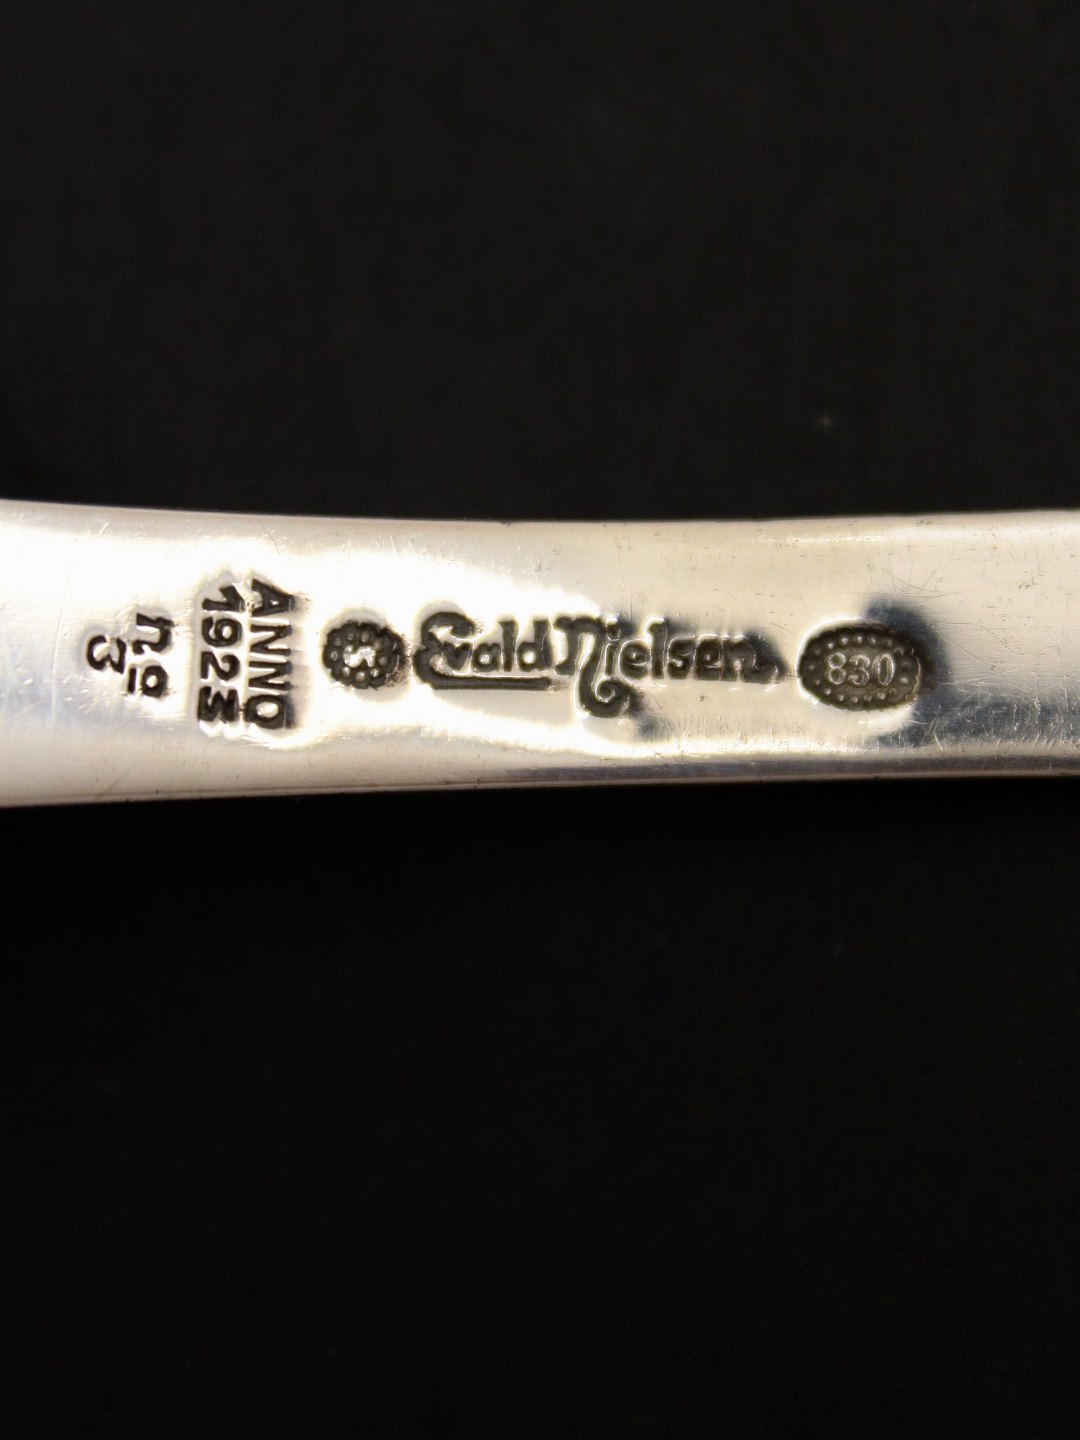 Evald Nielsen
830
ANNO
1923
no
3